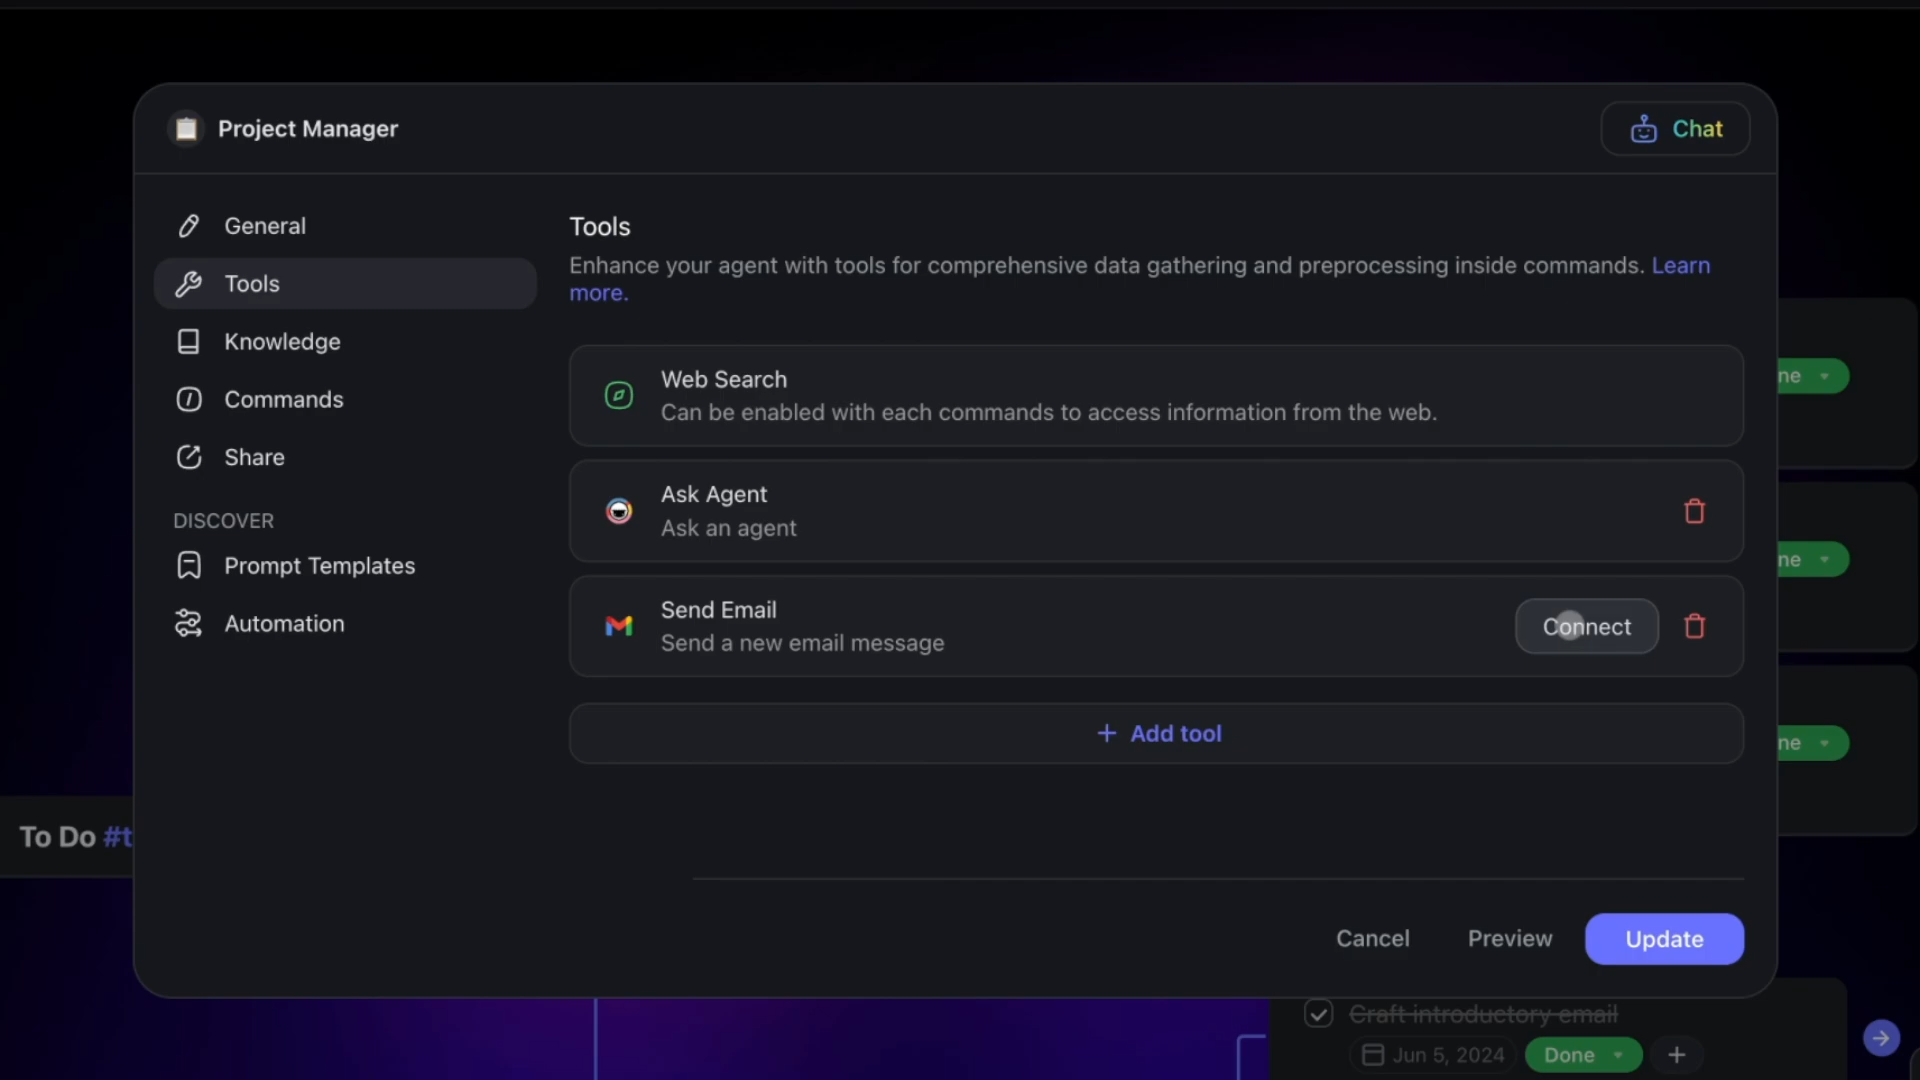 Project Manager
Chat
General
Tools
Knowledge
Commands
Share
DISCOVER
Prompt Templates
Automation
Tools
Enhance your agent with tools for comprehensive data gathering and preprocessing inside commands. Learn
more.
Web Search
Can be enabled with each commands to access information from the web.
Ask Agent
Ask an agent
Send Email
Send a new email message
Connect
+ Add tool
Cancel
Preview
Update
ne
ne
ne
To Do #t
Craft introductory email
Jun 5, 2024
Done
+